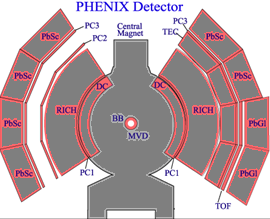 PHENIX Detector
PC3
Central
Magnet
PC3
TEC
PbSc
PC2
PbSc
PbSc
DC
DC
PbSc
PbSc
RICH
BB
RICH
PbGl
MVD
PbSc
PC1
PC1
PbGl
TOF